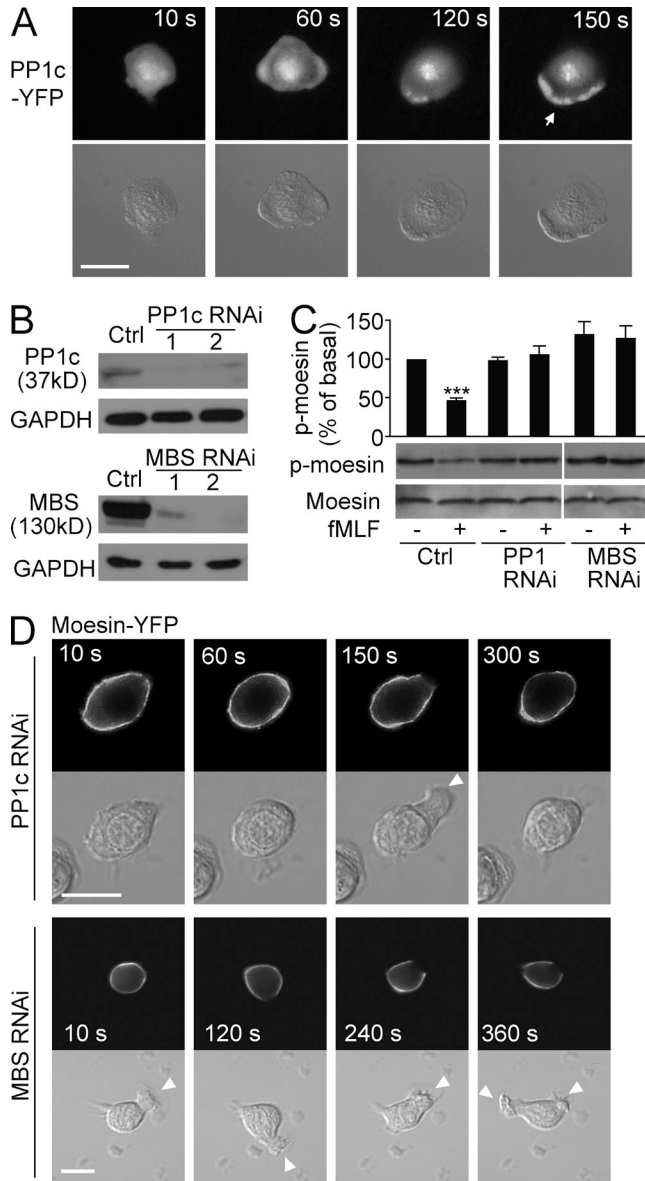 A
10 s
60 s
120 s
150 s
PP1c
-YFP
B
Ctrl
PP1c RNAi
1 2
PP1c
(37kD)
GAPDH
Ctrl
MBS RNAi
1 2
MBS
(130kD)
GAPDH
C
p-moesin
(% of basal)
150
100
50
0
***
p-moesin
Moesin
fMLF - + - + - +
Ctrl
PP1
RNAi
MBS
RNAi
D
Moesin-YFP
PP1c RNAi
10 s
60 s
150 s
300 s
MBS RNAi
10 s
120 s
240 s
360 s